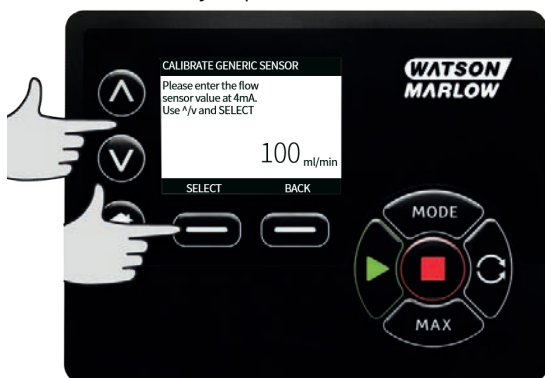 CALIBRATE GENERIC SENSOR
Please enter the flow
sensor value at 4mA.
Use ^/v and SELECT
100 ml/min
SELECT BACK
WATSON
MARLOW
MODE
MAX